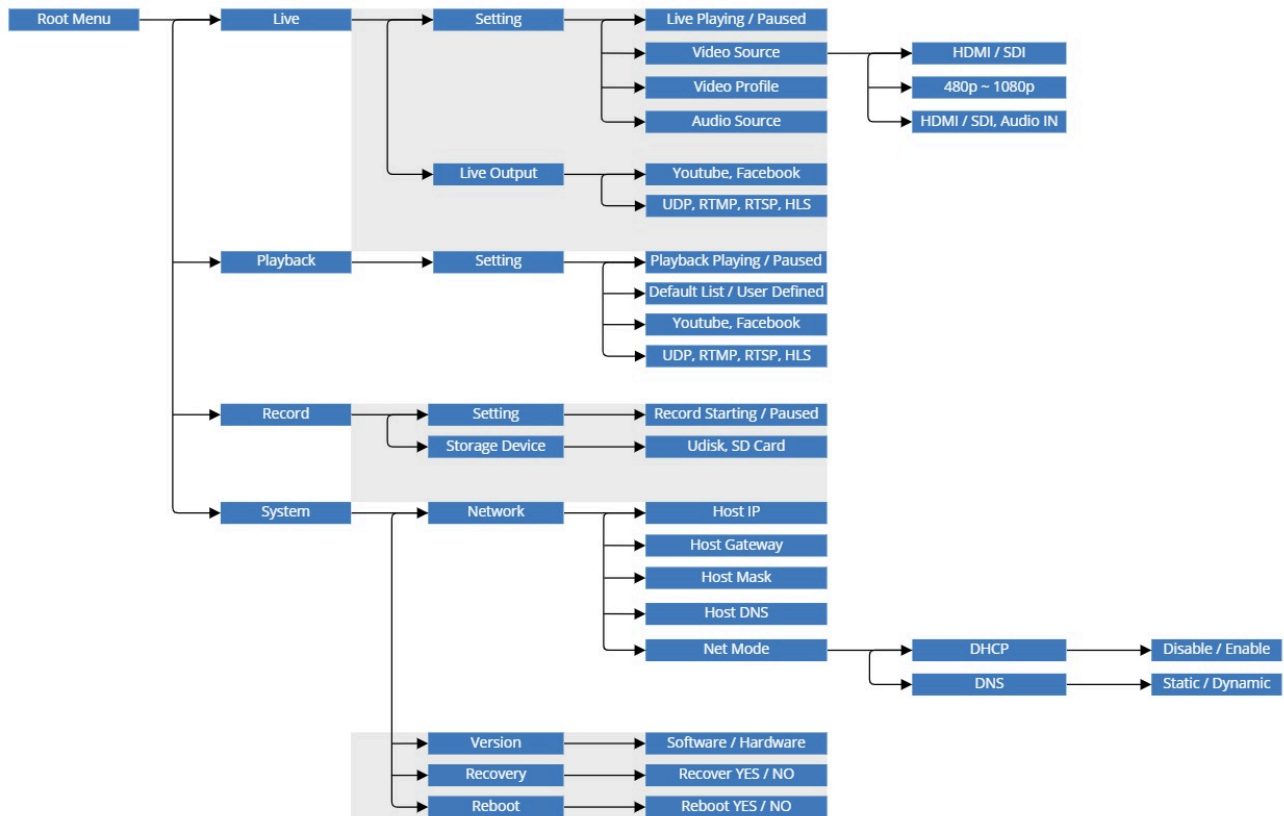 Root Menu
Live
Setting
Live Playing / Paused
Video Source
HDMI / SDI
Video Profile
480p ~ 1080p
Audio Source
HDMI / SDI, Audio IN
Live Output
Youtube, Facebook
UDP, RTMP, RTSP, HLS
Playback
Setting
Playback Playing / Paused
Default List / User Defined
Youtube, Facebook
UDP, RTMP, RTSP, HLS
Record
Setting
Record Starting / Paused
Storage Device
Udisk, SD Card
System
Network
Host IP
Host Gateway
Host Mask
Host DNS
Net Mode
DHCP
Disable / Enable
DNS
Static / Dynamic
Version
Software / Hardware
Recovery
Recover YES / NO
Reboot
Reboot YES / NO